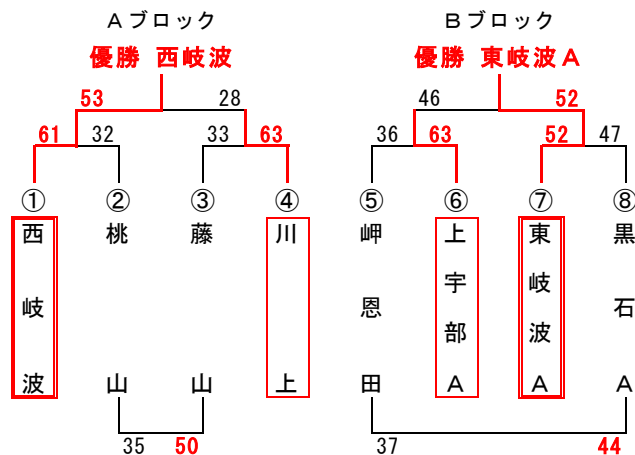 Aブロック Bブロック
優勝 西岐波 優勝 東岐波A
53 28 46 52
61 32 33 63 36 63 52 47
① ② ③ ④ ⑤ ⑥ ⑦ ⑧
西岐波
桃山
藤山
川上
岬恩田
上宇部A
東岐波A
黒石A
35 50 37 44